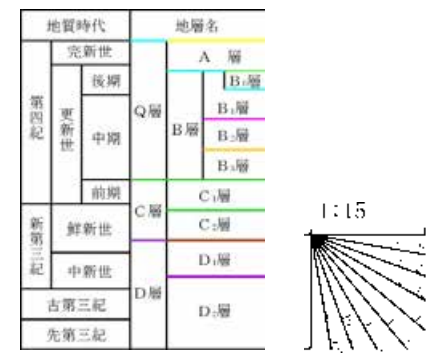 地質時代 地層名
完新世 A 層
第四紀 更新世 後期 Q層 B層 B₀層
中期 B₁層
B₂層
B₃層
前期 C層 C₁層
新第三紀 鮮新世 C₂層
中新世 D層 D₁層
古第三紀 D₂層
先第三紀
1:15